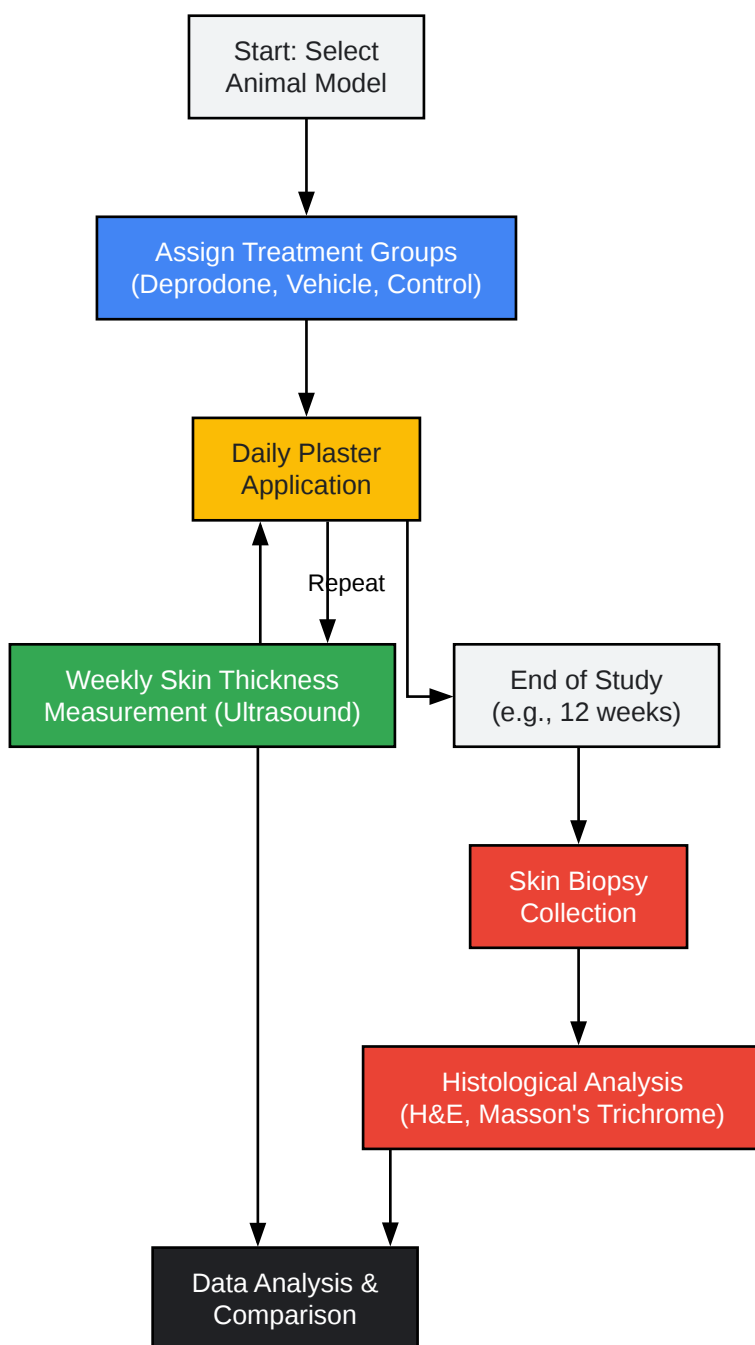 Start: Select
Animal Model
Assign Treatment Groups
(Deprodone, Vehicle, Control)
Daily Plaster
Application
Repeat
Weekly Skin Thickness
Measurement (Ultrasound)
End of Study
(e.g., 12 weeks)
Skin Biopsy
Collection
Histological Analysis
(H&E, Masson's Trichrome)
Data Analysis &
Comparison